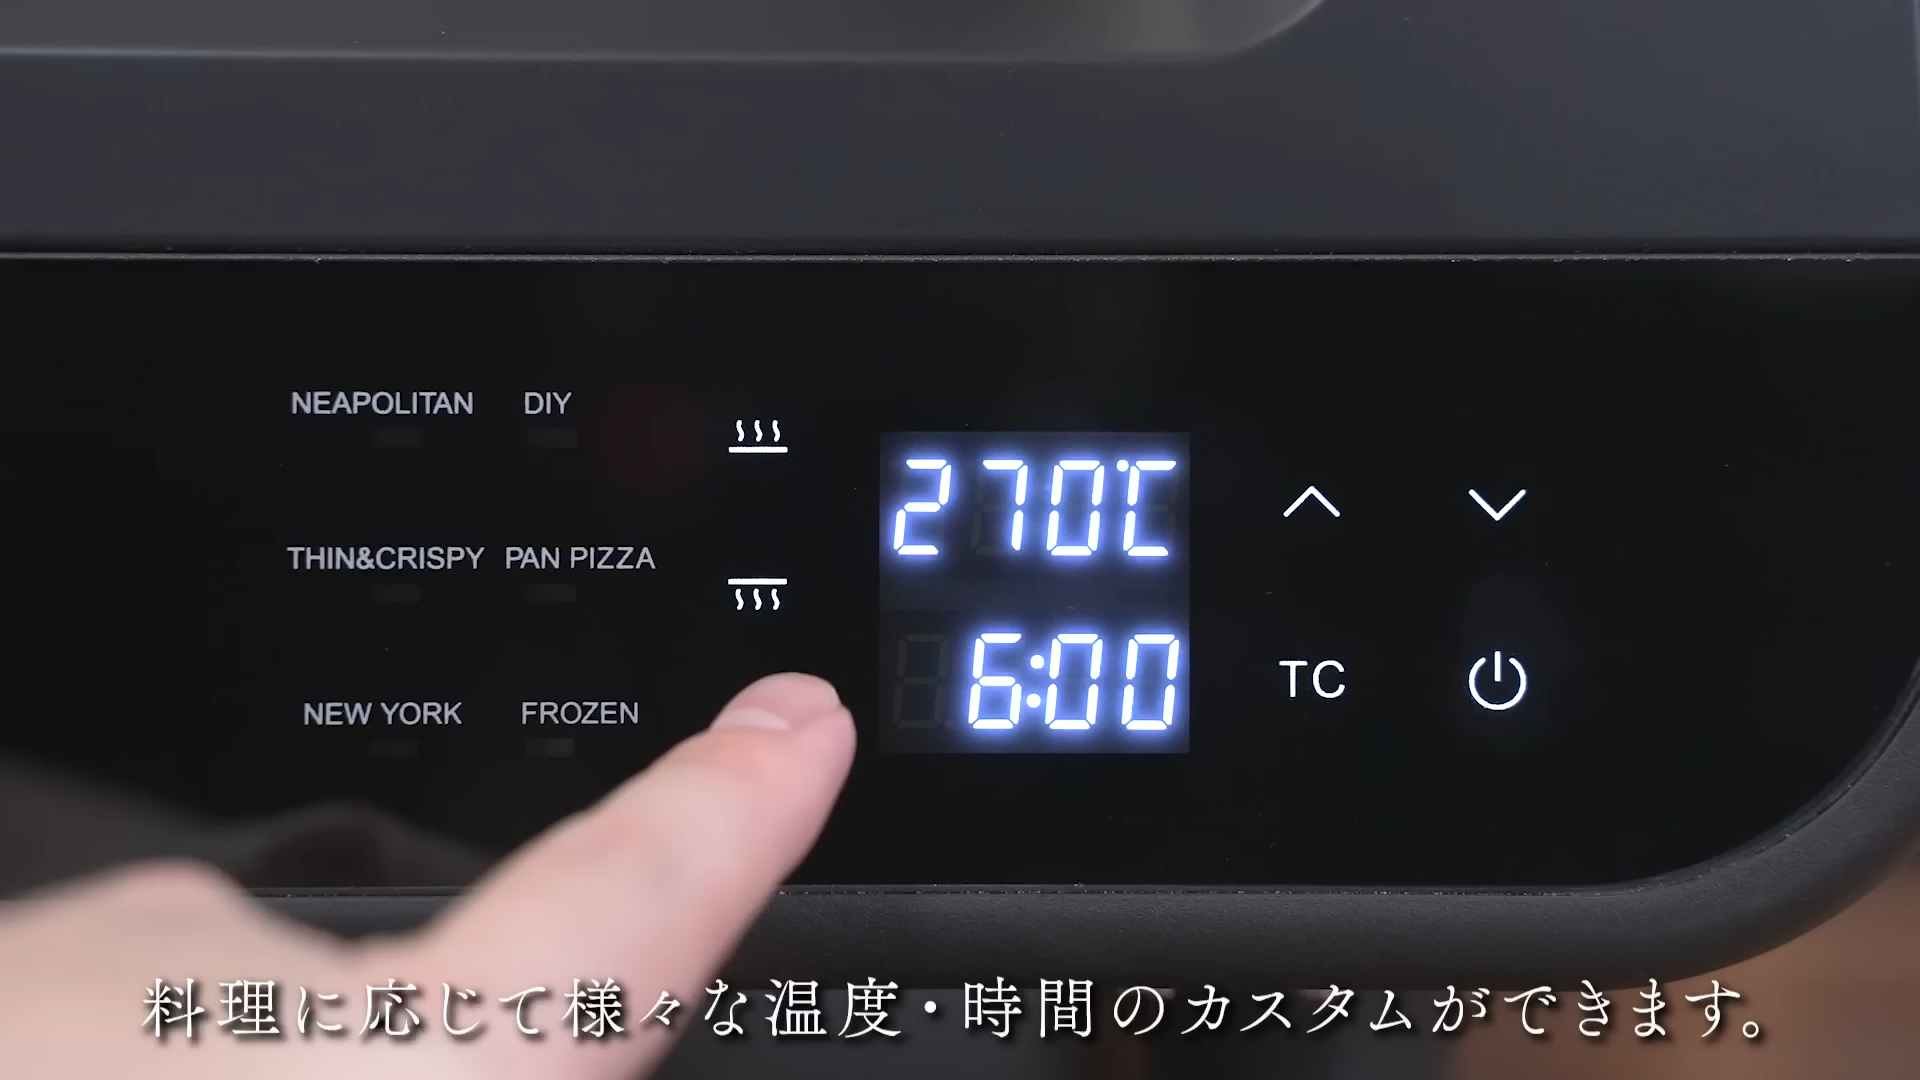 NEAPOLITAN DIY
THIN&CRISPY PAN PIZZA
NEW YORK FROZEN
270℃
6:00
TC
料理に応じて様々な温度・時間のカスタムができます。